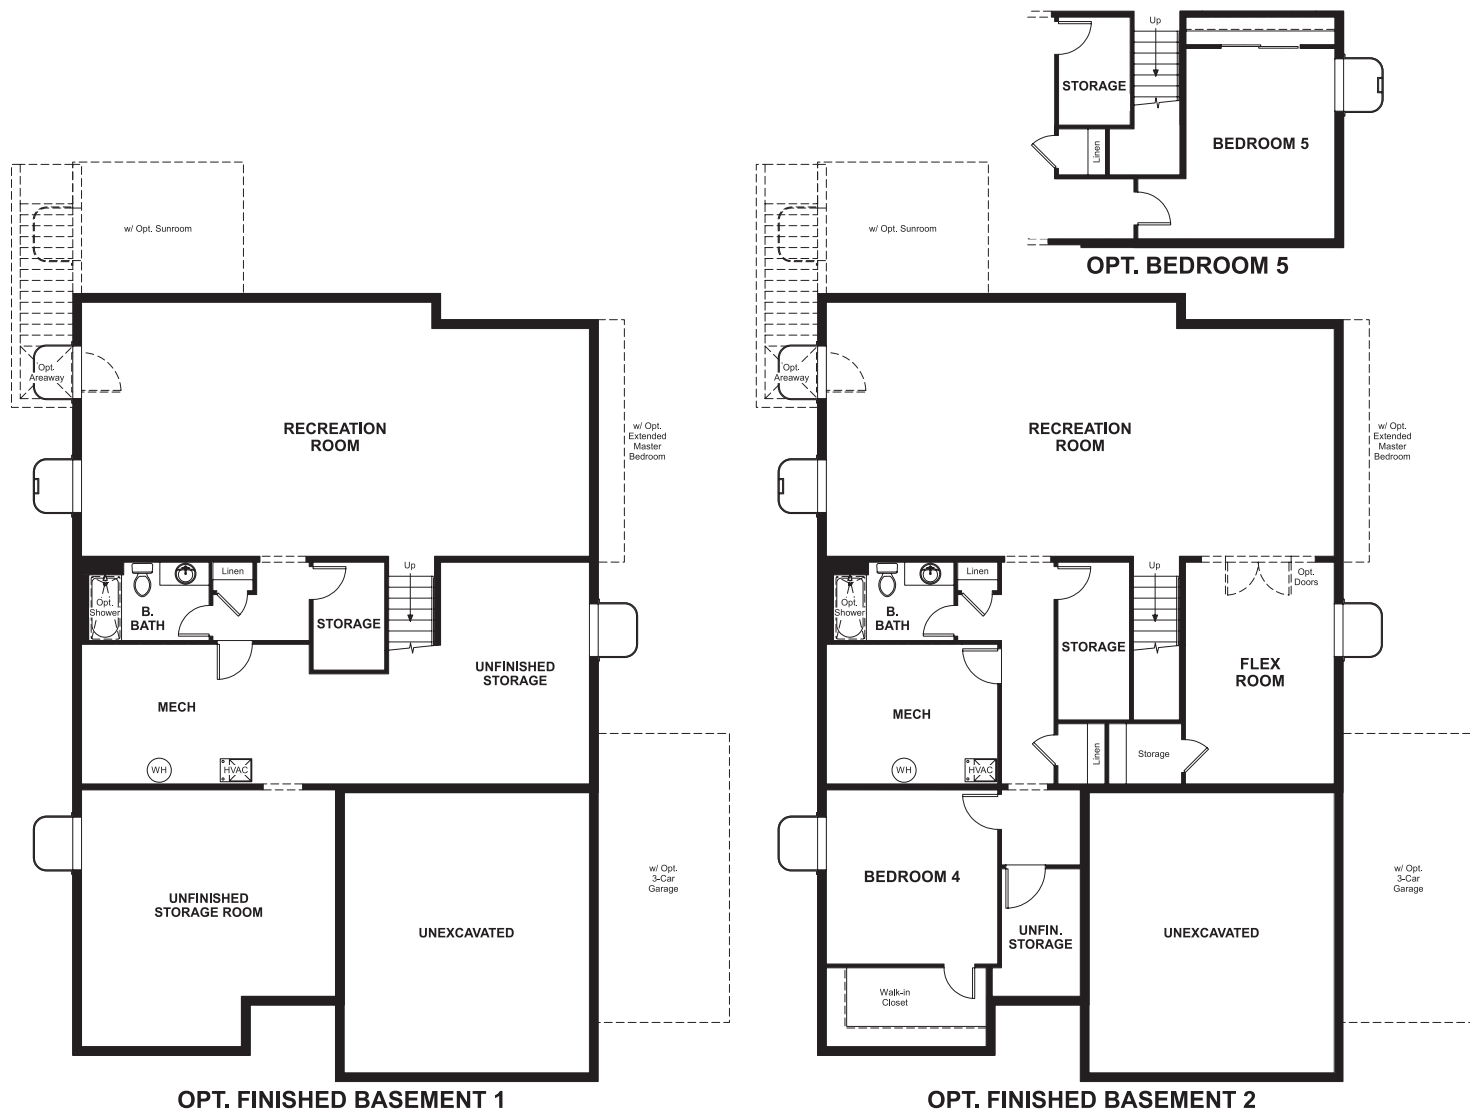 Up
STORAGE
Linen
BEDROOM 5
OPT. BEDROOM 5
w/ Opt. Sunroom
Opt.
Areaway
RECREATION
ROOM
w/ Opt.
Extended
Master
Bedroom
Opt.
Shower
B.
BATH
Linen
STORAGE
Up
UNFINISHED
STORAGE
MECH
WH
HVAC
UNFINISHED
STORAGE ROOM
UNEXCAVATED
w/ Opt.
3-Car
Garage
OPT. FINISHED BASEMENT 1
w/ Opt. Sunroom
Opt.
Areaway
RECREATION
ROOM
w/ Opt.
Extended
Master
Bedroom
Opt.
Shower
B.
BATH
Linen
STORAGE
Up
Opt.
Doors
FLEX
ROOM
MECH
WH
HVAC
Linen
Storage
BEDROOM 4
UNFIN.
STORAGE
Walk-in
Closet
UNEXCAVATED
w/ Opt.
3-Car
Garage
OPT. FINISHED BASEMENT 2